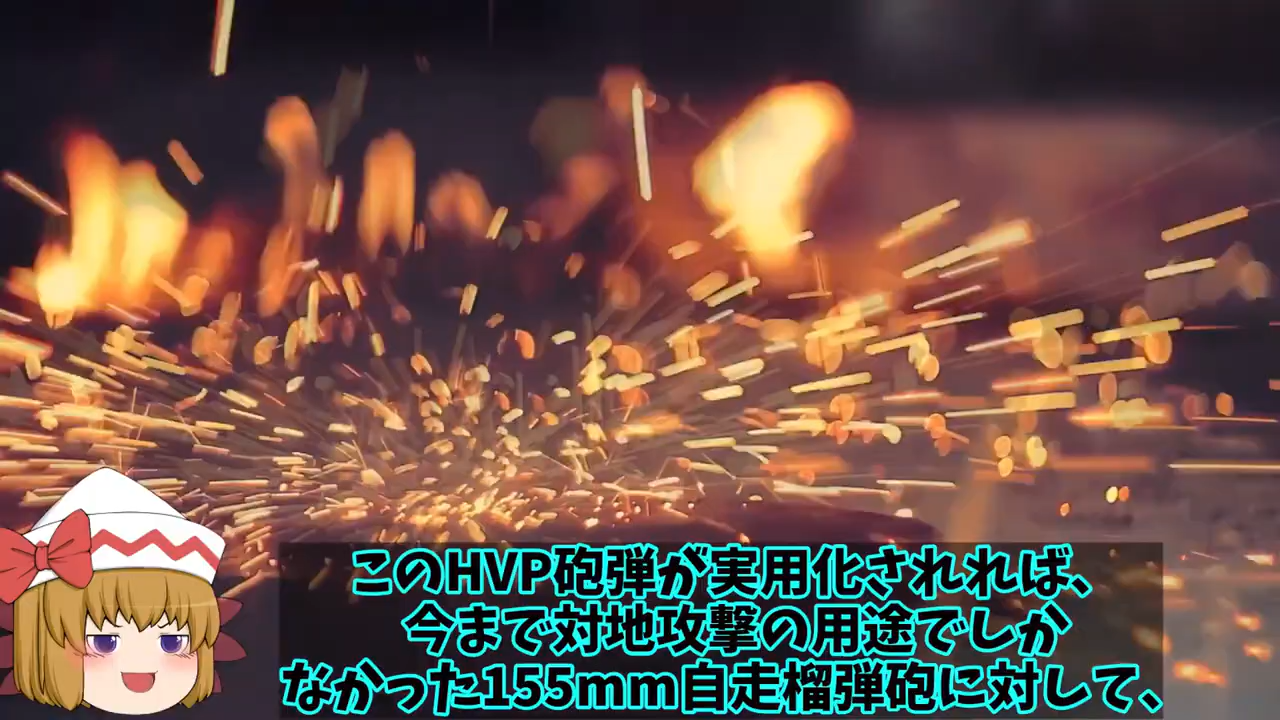 このHVP砲弾が実用化されれば、
今まで対地攻撃の用途でしか
なかった155mm自走榴弾砲に対して、